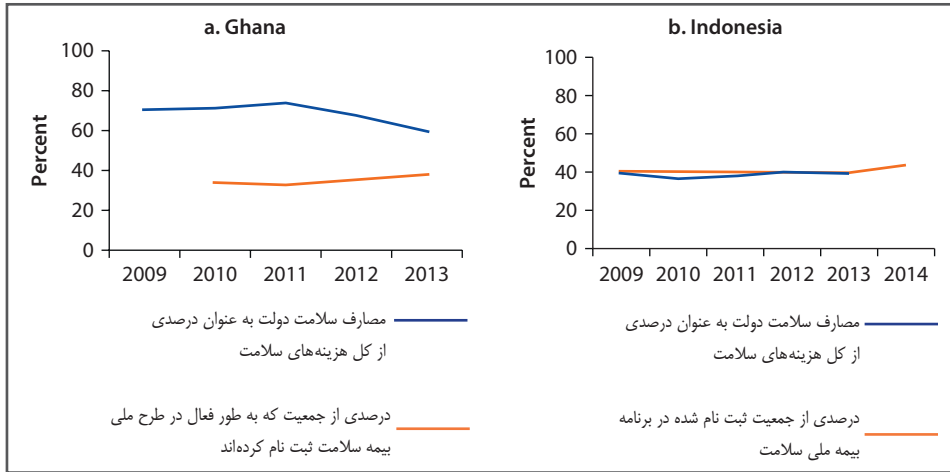 a. Ghana
Percent
100
80
60
40
20
0
2009 2010 2011 2012 2013
مصارف سلامت دولت به عنوان درصدی
از کل هزینه‌های سلامت
درصدی از جمعیت که به طور فعال در طرح ملی
بیمه سلامت ثبت نام کرده‌اند
b. Indonesia
Percent
100
80
60
40
20
0
2009 2010 2011 2012 2013 2014
مصارف سلامت دولت به عنوان درصدی
از کل هزینه‌های سلامت
درصدی از جمعیت ثبت نام شده در برنامه
بیمه ملی سلامت